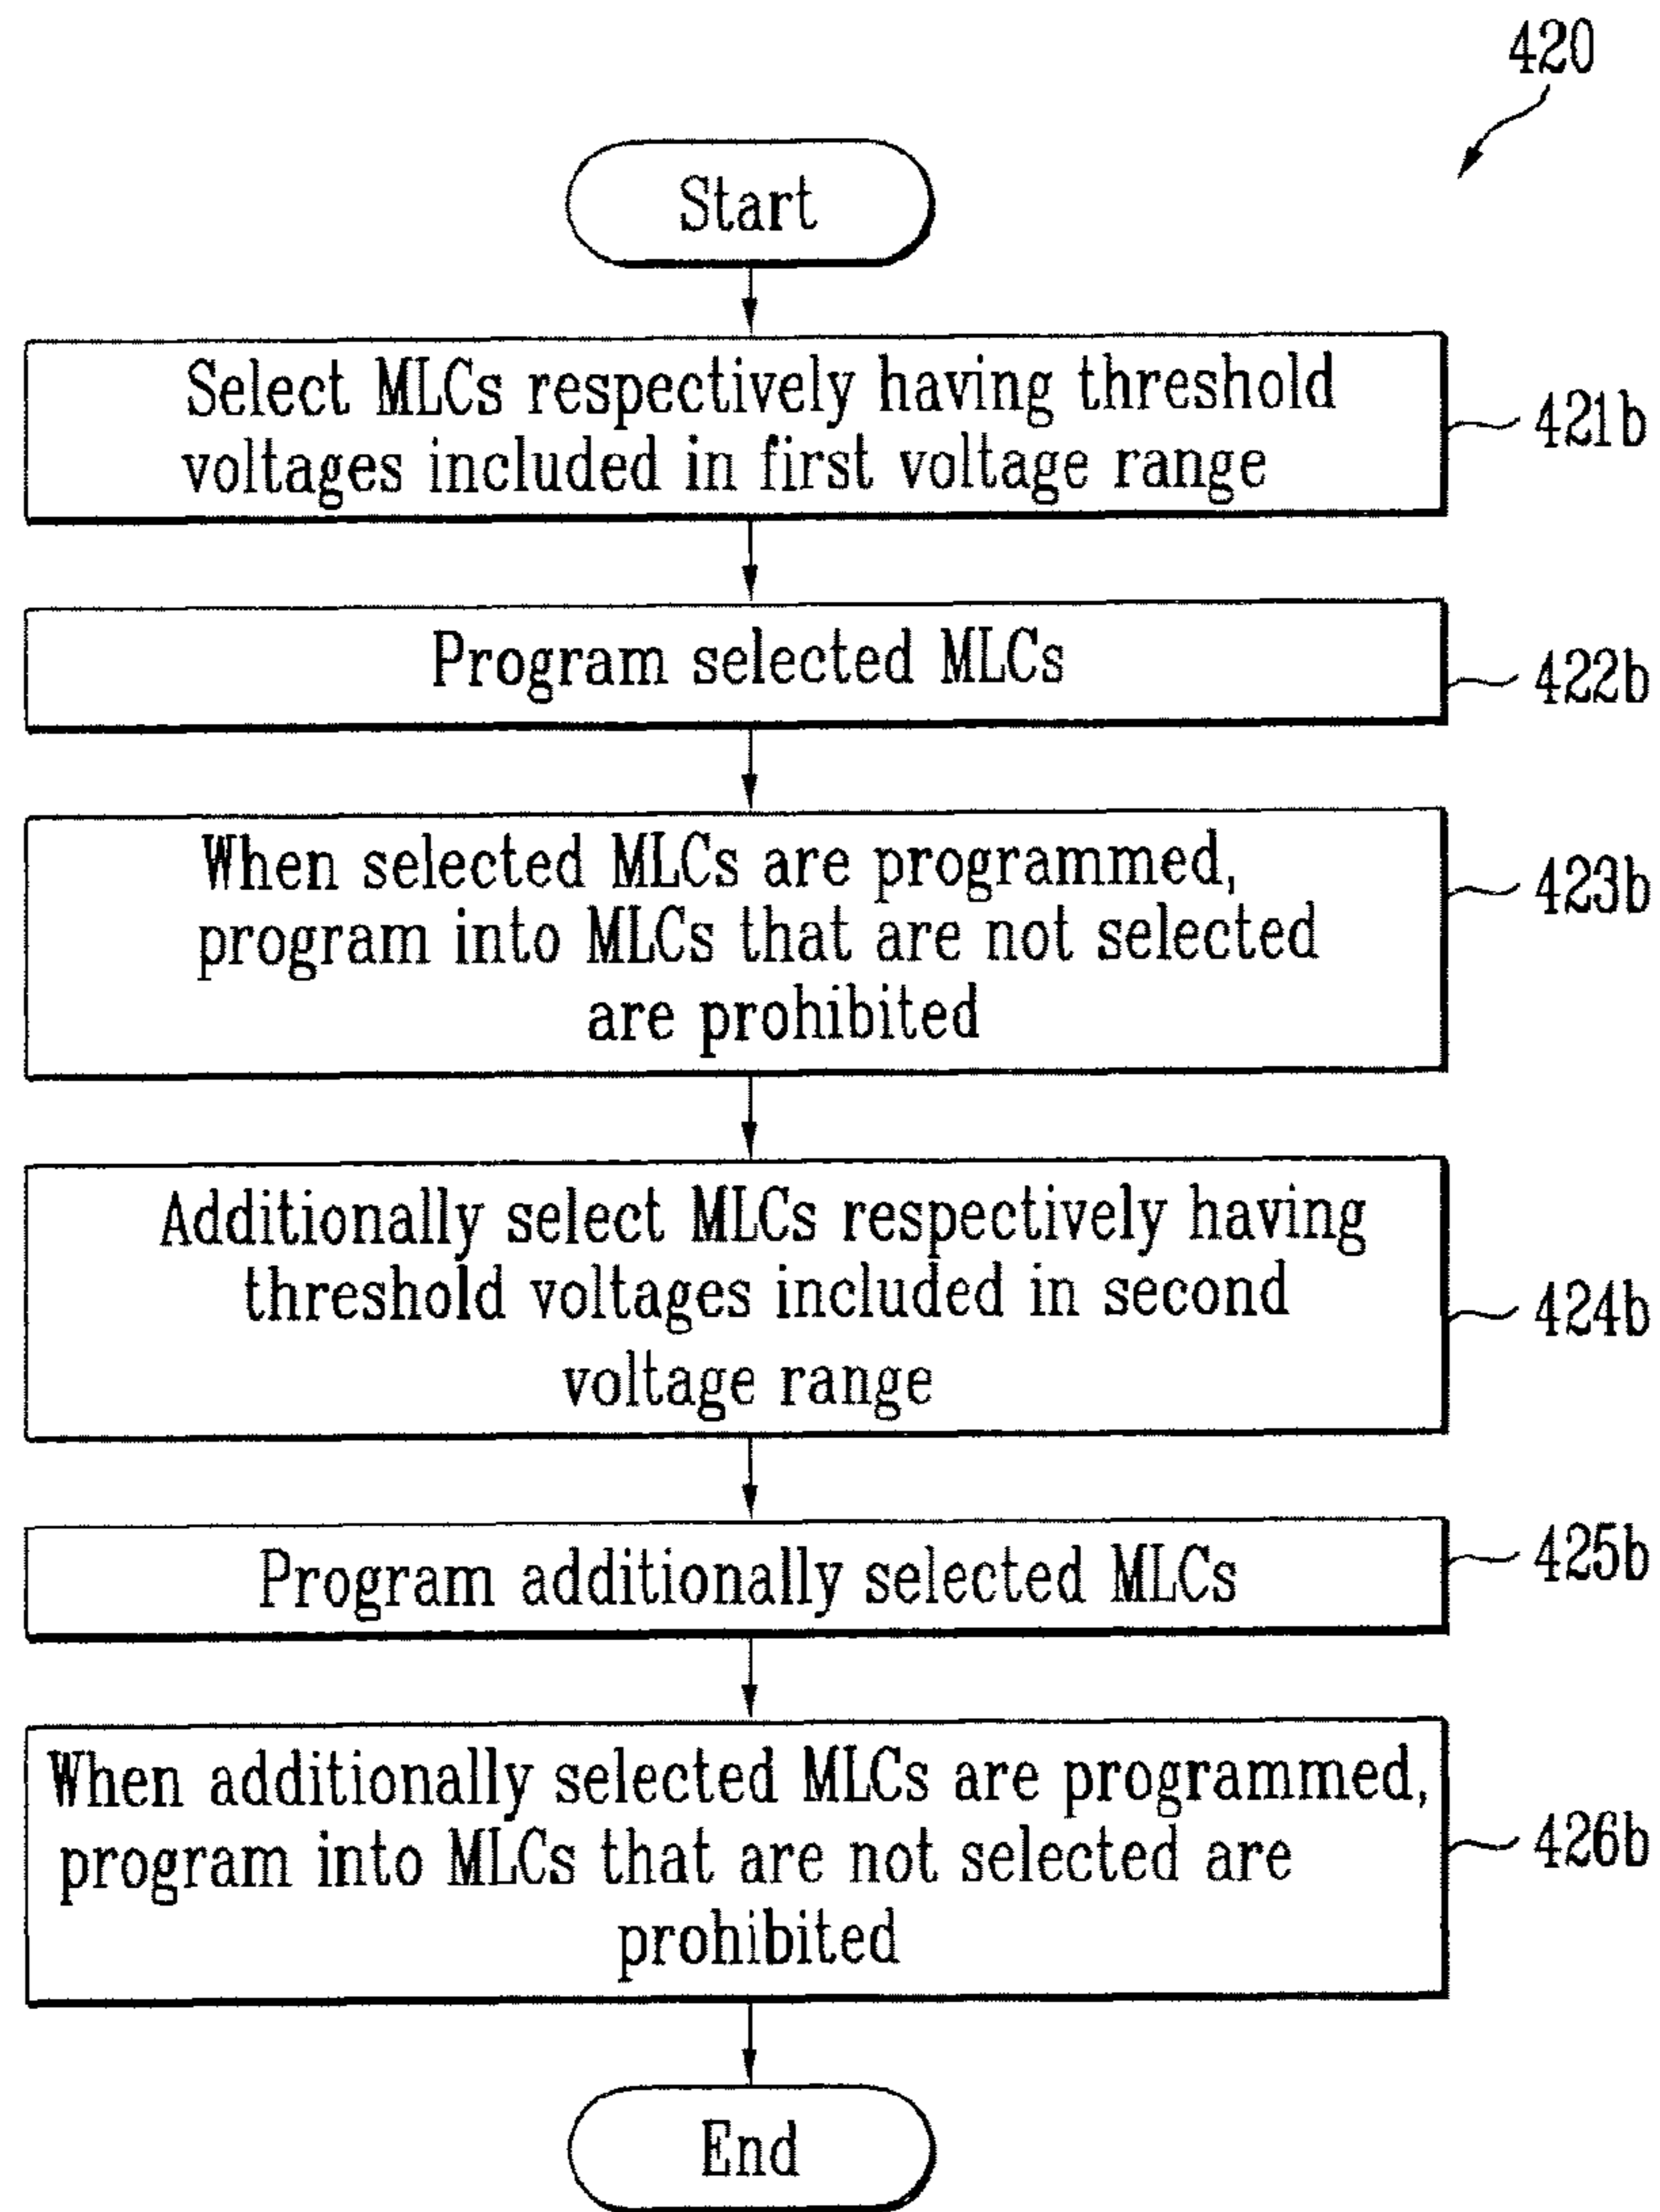 420
Start
Select MLCs respectively having threshold
voltages included in first voltage range
421b
Program selected MLCs
422b
When selected MLCs are programmed,
program into MLCs that are not selected
are prohibited
423b
Additionally select MLCs respectively having
threshold voltages included in second
voltage range
424b
Program additionally selected MLCs
425b
When additionally selected MLCs are programmed,
program into MLCs that are not selected are
prohibited
426b
End